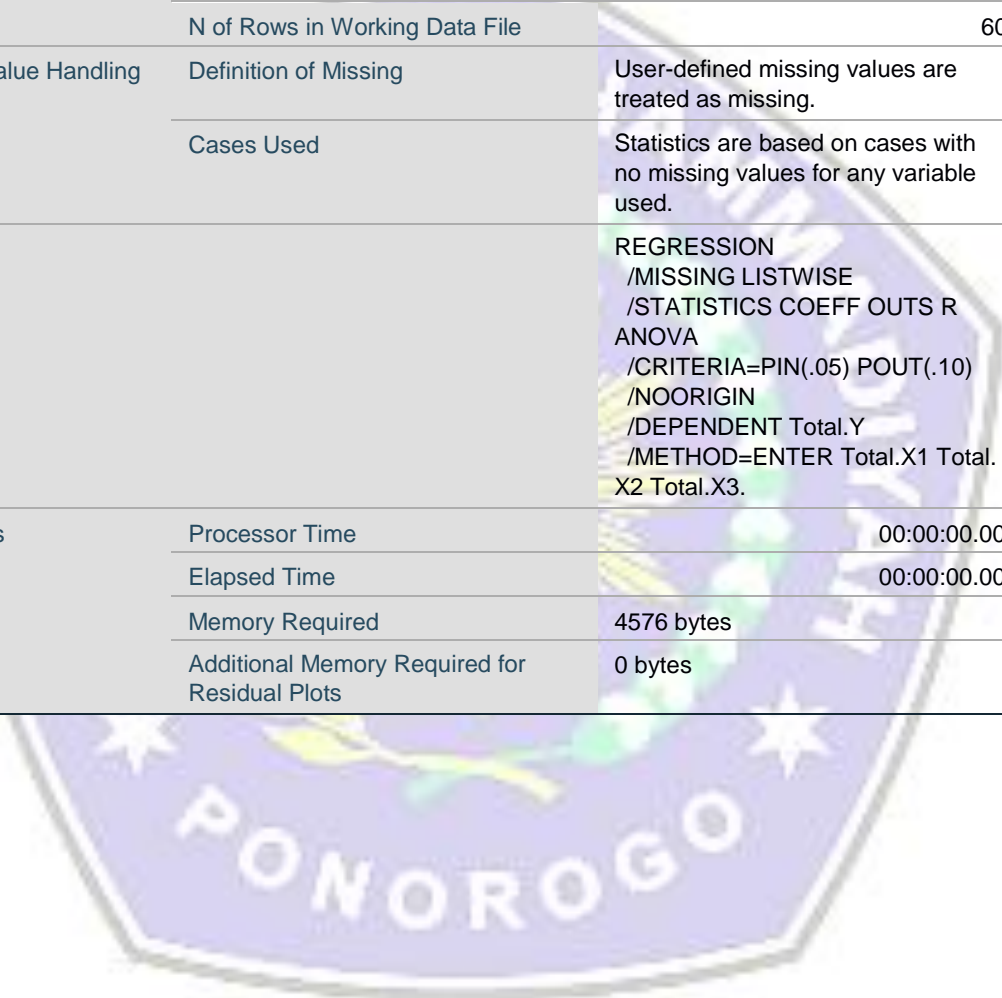 N of Rows in Working Data File 60
alue Handling Definition of Missing User-defined missing values are
treated as missing.
Cases Used Statistics are based on cases with
no missing values for any variable
used.
REGRESSION
/MISSING LISTWISE
/STATISTICS COEFF OUTS R
ANOVA
/CRITERIA=PIN(.05) POUT(.10)
/NOORIGIN
/DEPENDENT Total.Y
/METHOD=ENTER Total.X1 Total.
X2 Total.X3.
s Processor Time 00:00:00.00
Elapsed Time 00:00:00.00
Memory Required 4576 bytes
Additional Memory Required for 0 bytes
Residual Plots
AMMADIYAH
PONOROGO